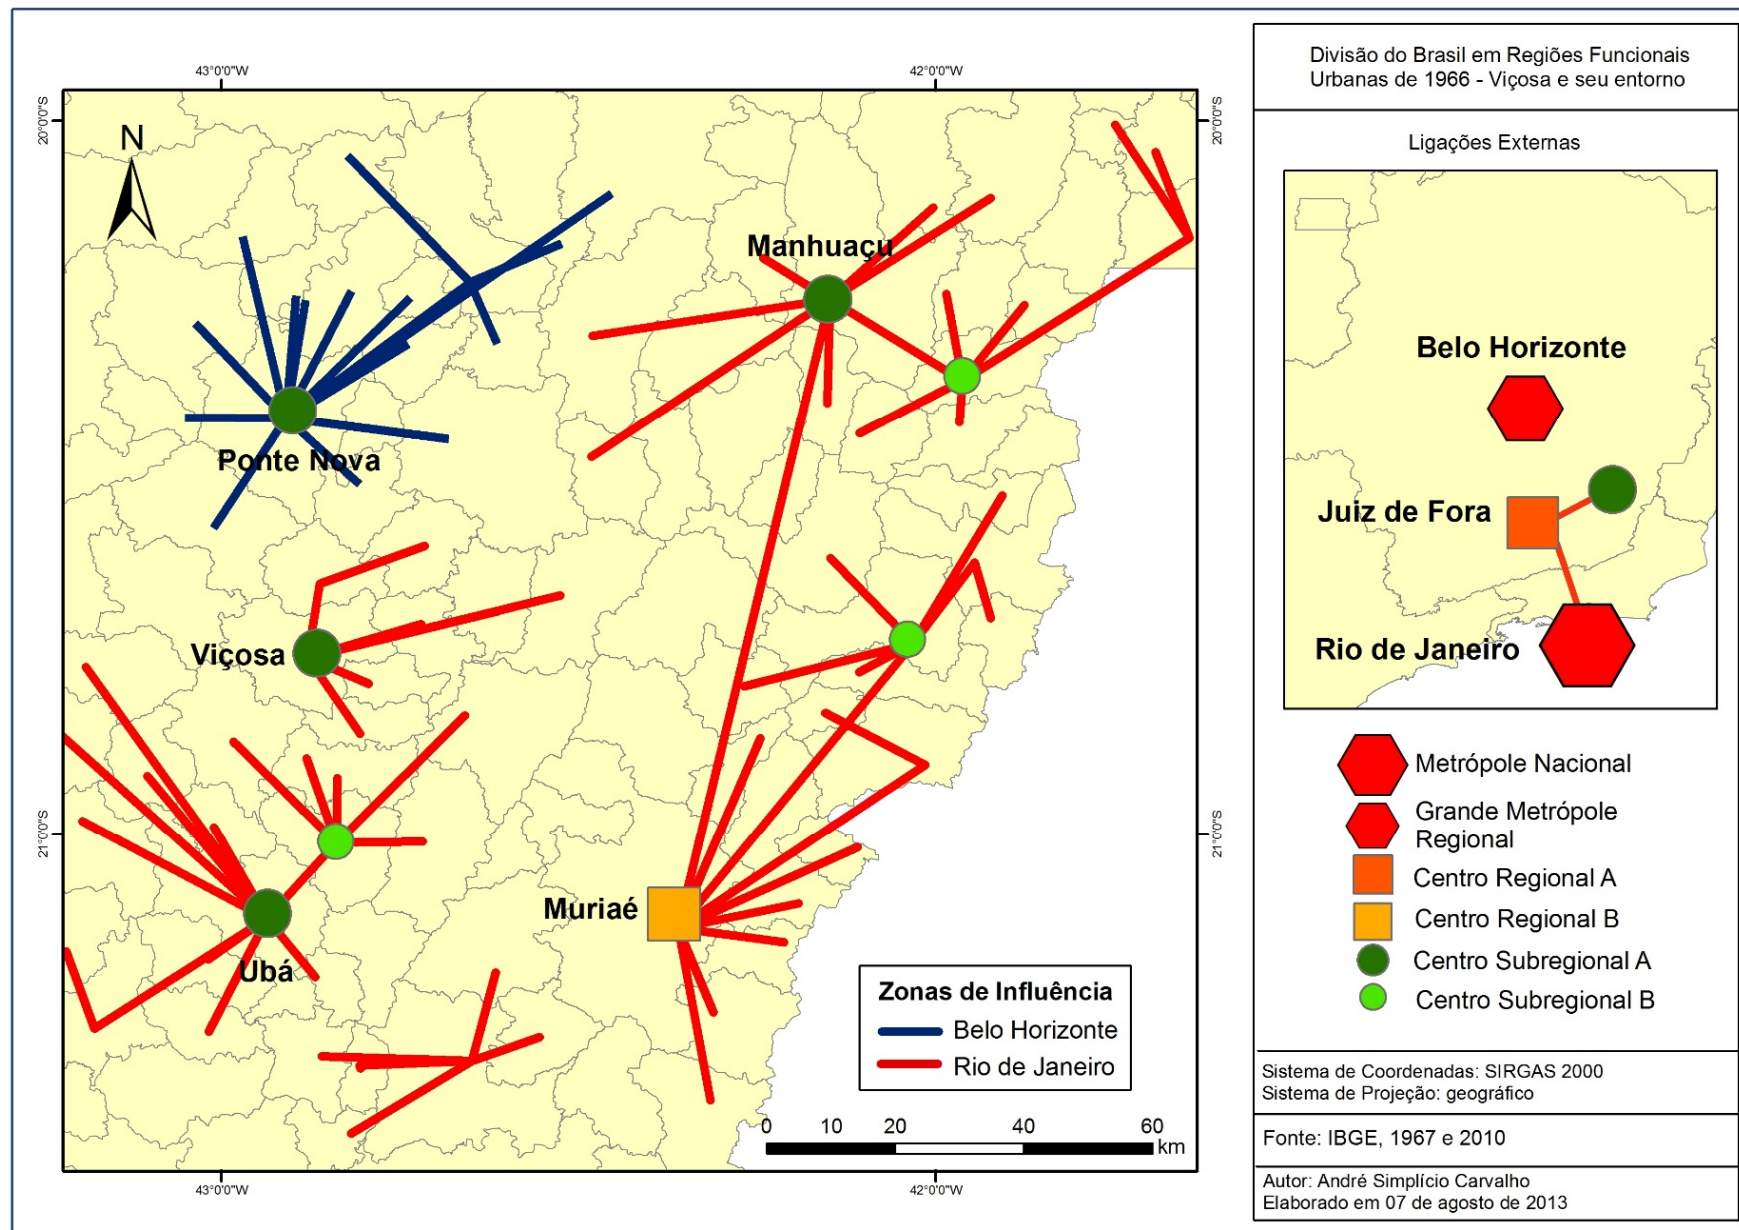 43°0'0"W
42°0'0"W
20°0'0"S
20°0'0"S
N
Manhuaçu
Ponte Nova
Viçosa
Muriaé
Ubá
21°0'0"S
21°0'0"S
Zonas de Influência
Belo Horizonte
Rio de Janeiro
0 10 20 40 60
km
43°0'0"W
42°0'0"W
Divisão do Brasil em Regiões Funcionais
Urbanas de 1966 - Viçosa e seu entorno
Ligações Externas
Belo Horizonte
Juiz de Fora
Rio de Janeiro
Metrópole Nacional
Grande Metrópole
Regional
Centro Regional A
Centro Regional B
Centro Subregional A
Centro Subregional B
Sistema de Coordenadas: SIRGAS 2000
Sistema de Projeção: geográfico
Fonte: IBGE, 1967 e 2010
Autor: André Simplício Carvalho
Elaborado em 07 de agosto de 2013